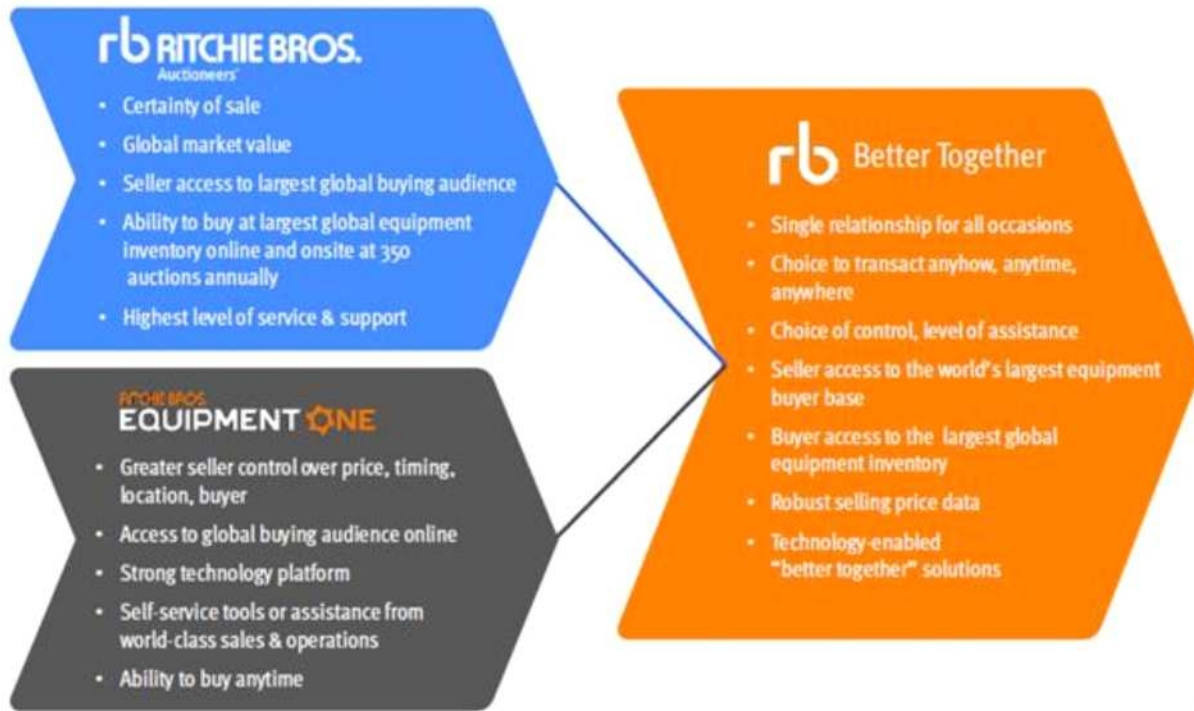 rb RITCHIE BROS.
Auctioneers®
• Certainty of sale
• Global market value
• Seller access to largest global buying audience
• Ability to buy at largest global equipment
inventory online and onsite at 350
auctions annually
• Highest level of service & support
RITCHIE BROS.
EQUIPMENT ONE
• Greater seller control over price, timing,
location, buyer
• Access to global buying audience online
• Strong technology platform
• Self-service tools or assistance from
world-class sales & operations
• Ability to buy anytime
rb Better Together
• Single relationship for all occasions
• Choice to transact anyhow, anytime,
anywhere
• Choice of control, level of assistance
• Seller access to the world's largest equipment
buyer base
• Buyer access to the largest global
equipment inventory
• Robust selling price data
• Technology-enabled
"better together" solutions